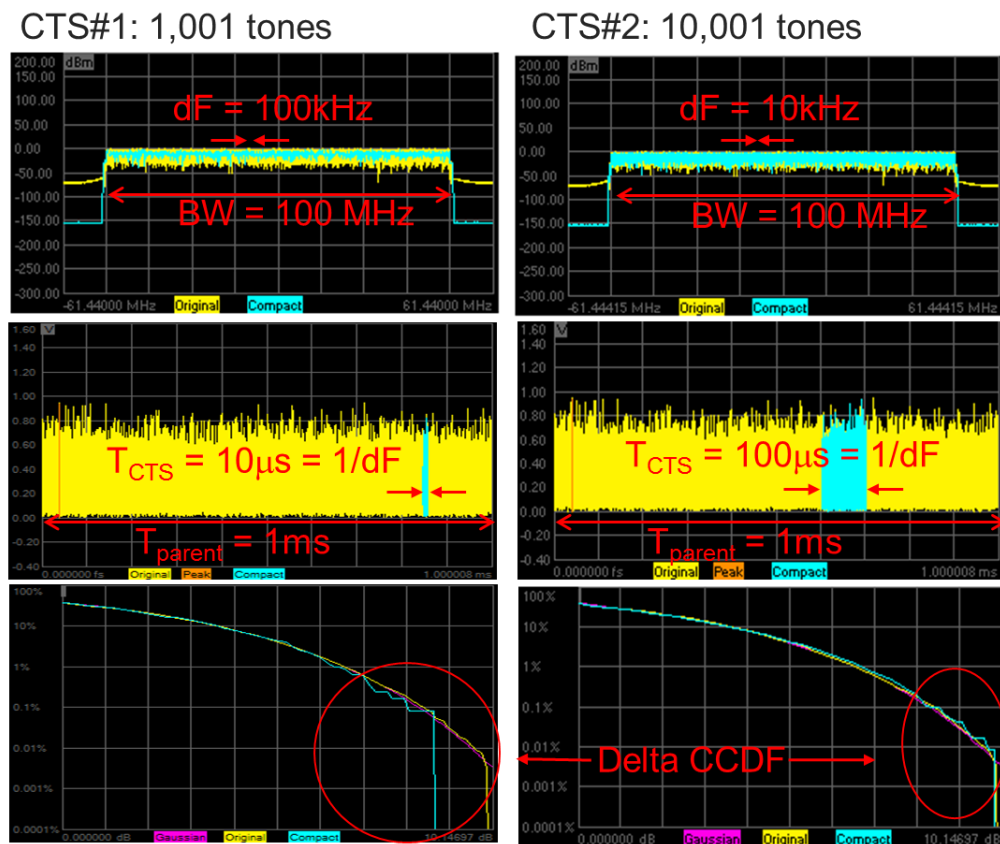 CTS#1: 1,001 tones
200.00 dBm
150.00
100.00
dF = 100kHz
50.00
0.00
-50.00
-100.00
BW = 100 MHz
-150.00
-200.00
-250.00
-300.00
-61.44000 MHz Original Compact 61.44000 MHz
1.60 V
1.40
1.20
1.00
0.80
0.60
TCTS = 10µs = 1/dF
0.40
0.20
0.00
-0.20
Tparent = 1ms
-0.40
0.000000 fs Original Peak Compact 1.000008 ms
100%
10%
1%
0.1%
0.01%
0.001%
0.0001%
0.000000 dB Gaussian Original Compact 10.14697 dB
CTS#2: 10,001 tones
200.00 dBm
150.00
100.00
dF = 10kHz
50.00
0.00
-50.00
-100.00
BW = 100 MHz
-150.00
-200.00
-250.00
-300.00
-61.44415 MHz Original Compact 61.44415 MHz
1.60 V
1.40
1.20
1.00
0.80
0.60
TCTS = 100µs = 1/dF
0.40
0.20
0.00
-0.20
Tparent = 1ms
-0.40
0.000000 fs Original Peak Compact 1.000008 ms
100%
10%
1%
0.1%
0.01%
Delta CCDF
0.001%
0.0001%
0.000000 dB Gaussian Original Compact 10.14697 dB